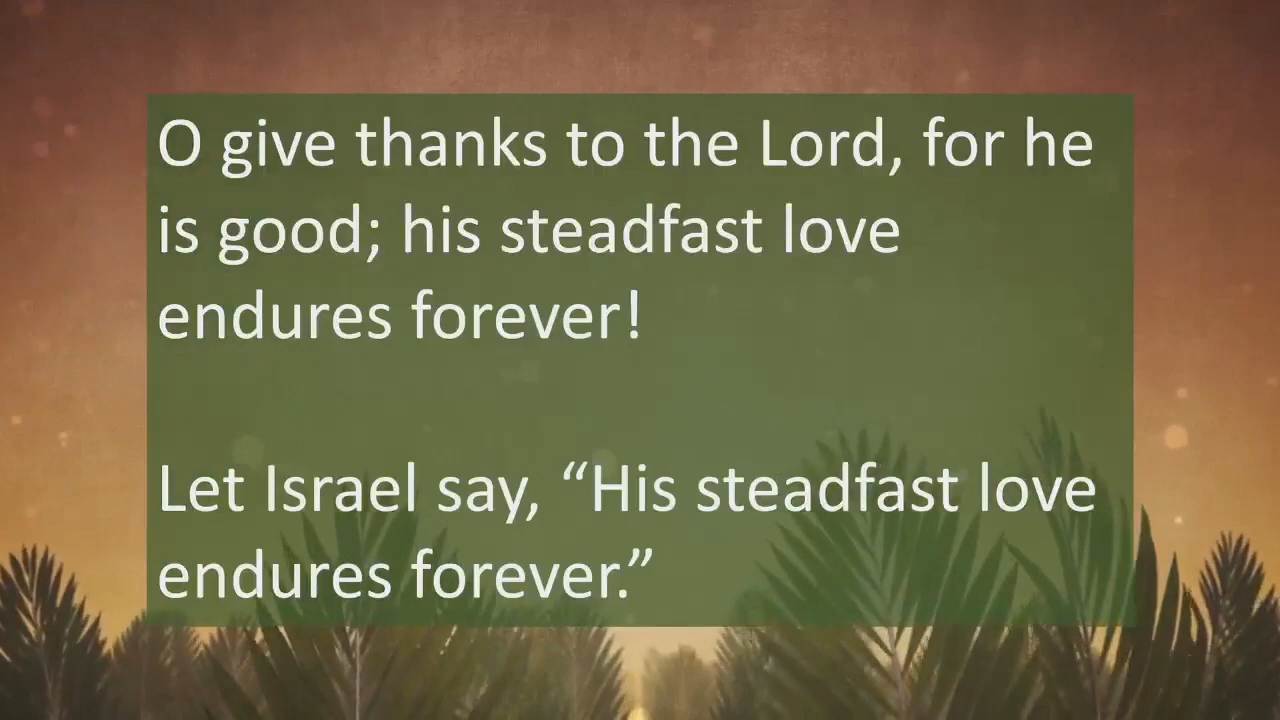 O give thanks to the Lord, for he
is good; his steadfast love
endures forever!
Let Israel say, “His steadfast love
endures forever.”